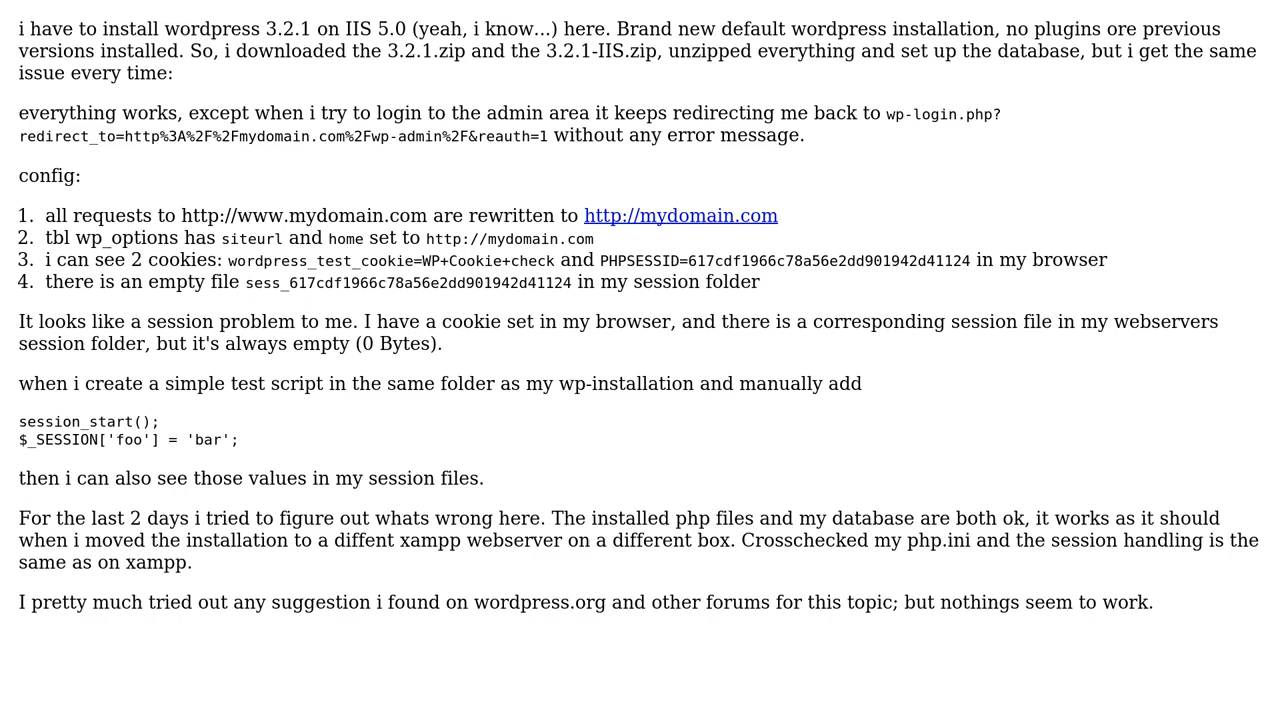 i have to install wordpress 3.2.1 on IIS 5.0 (yeah, i know...) here. Brand new default wordpress installation, no plugins ore previous
versions installed. So, i downloaded the 3.2.1.zip and the 3.2.1-IIS.zip, unzipped everything and set up the database, but i get the same
issue every time:
everything works, except when i try to login to the admin area it keeps redirecting me back to wp-login.php?
redirect_to=http%3A%2F%2Fmydomain.com%2Fwp-admin%2F&reauth=1 without any error message.
config:
1. all requests to http://www.mydomain.com are rewritten to http://mydomain.com
2. tbl wp_options has siteurl and home set to http://mydomain.com
3. i can see 2 cookies: wordpress_test_cookie=WP+Cookie+check and PHPSESSID=617cdf1966c78a56e2dd901942d41124 in my browser
4. there is an empty file sess_617cdf1966c78a56e2dd901942d41124 in my session folder
It looks like a session problem to me. I have a cookie set in my browser, and there is a corresponding session file in my webservers
session folder, but it's always empty (0 Bytes).
when i create a simple test script in the same folder as my wp-installation and manually add
session_start();
$_SESSION['foo'] = 'bar';
then i can also see those values in my session files.
For the last 2 days i tried to figure out whats wrong here. The installed php files and my database are both ok, it works as it should
when i moved the installation to a diffent xampp webserver on a different box. Crosschecked my php.ini and the session handling is the
same as on xampp.
I pretty much tried out any suggestion i found on wordpress.org and other forums for this topic; but nothings seem to work.